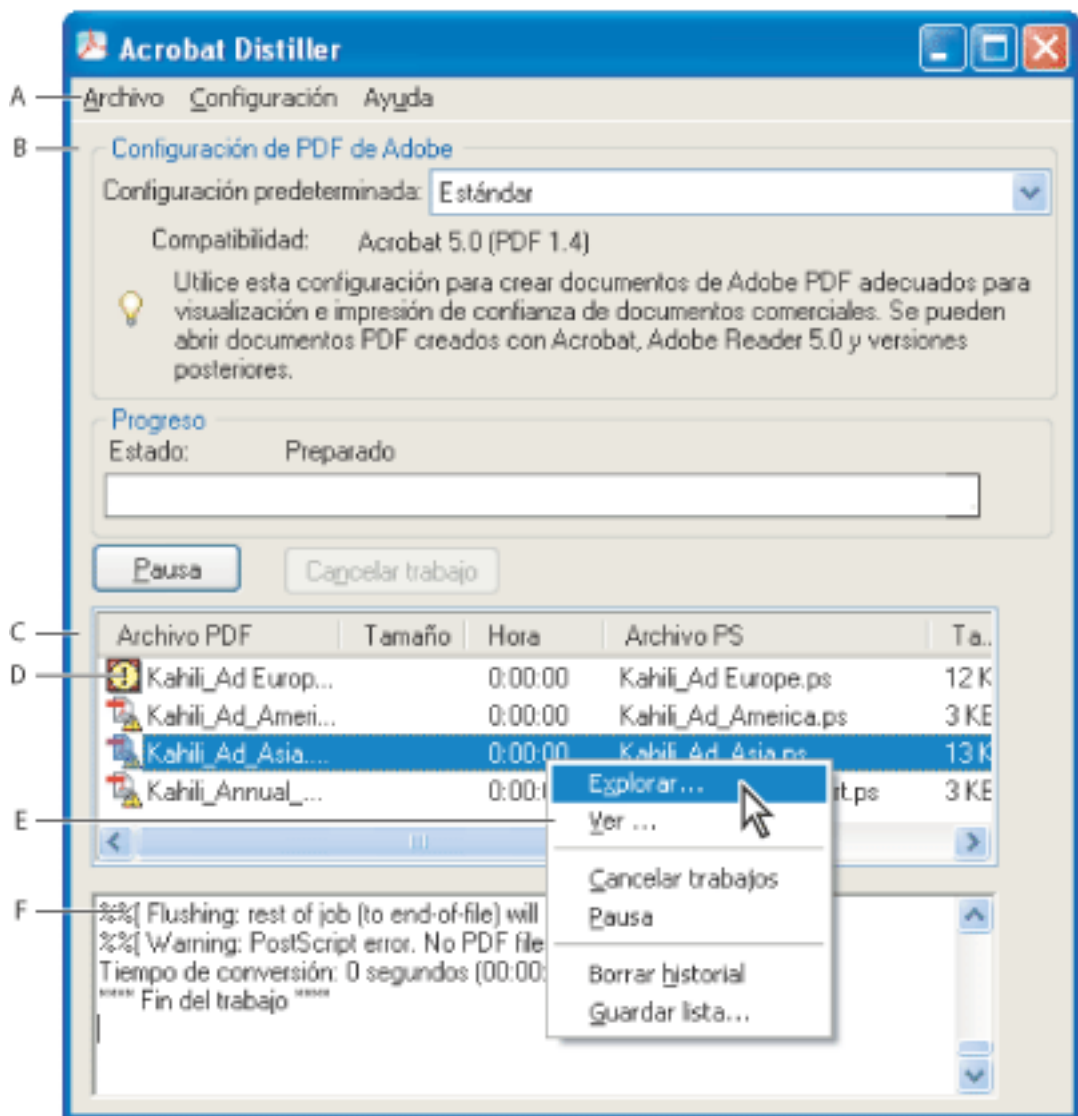 Acrobat Distiller
A
Archivo Configuración Ayuda
B
Configuración de PDF de Adobe
Configuración predeterminada: Estándar
Compatibilidad: Acrobat 5.0 (PDF 1.4)
Utilice esta configuración para crear documentos de Adobe PDF adecuados para
visualización e impresión de confianza de documentos comerciales. Se pueden
abrir documentos PDF creados con Acrobat, Adobe Reader 5.0 y versiones
posteriores.
Progreso
Estado: Preparado
Pausa Cancelar trabajo
C
Archivo PDF Tamaño Hora Archivo PS Ta..
D
Kahili_Ad Europ... 0:00:00 Kahili_Ad Europe.ps 12 K
Kahili_Ad_Ameri... 0:00:00 Kahili_Ad_America.ps 3 KB
Kahili_Ad_Asia.... 0:00:00 Kahili_Ad_Asia.ps 13 K
Kahili_Annual_... 0:00: t.ps 3 KB
E
Explorar...
Ver ...
Cancelar trabajos
Pausa
Borrar historial
Guardar lista...
F
%%[ Flushing: rest of job (to end-of-file) will
%%[ Warning: PostScript error. No PDF file
Tiempo de conversión: 0 segundos (00:00:
**** Fin del trabajo ****